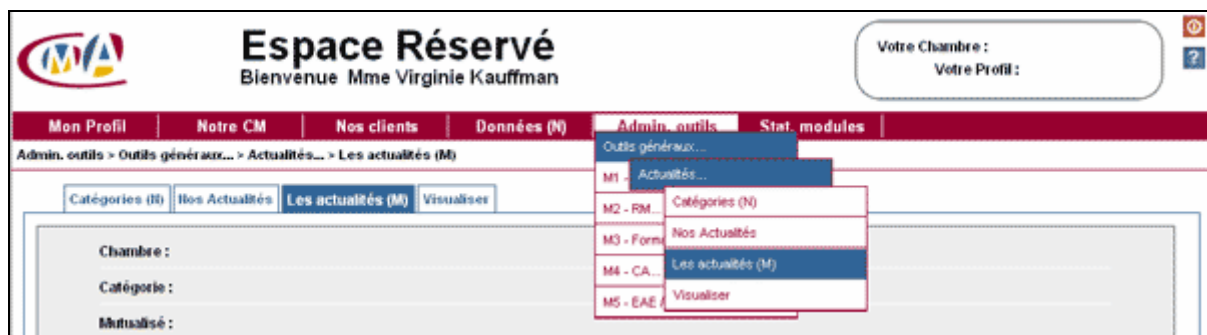 CMA
Espace Réservé
Bienvenue Mme Virginie Kauffman
Votre Chambre :
Votre Profil :
?
Mon Profil Notre CM Nos clients Données (N) Admin. outils Stat. modules
Admin. outils > Outils généraux... > Actualités... > Les actualités (M)
Outils généraux...
M1 - Actualités...
Catégories (N) Nos Actualités Les actualités (M) Visualiser
M2 - RM... Catégories (N)
M3 - Forma Nos Actualités
Chambre :
M4 - CA... Les actualités (M)
Catégorie :
M5 - EAE Visualiser
Mutualisé :